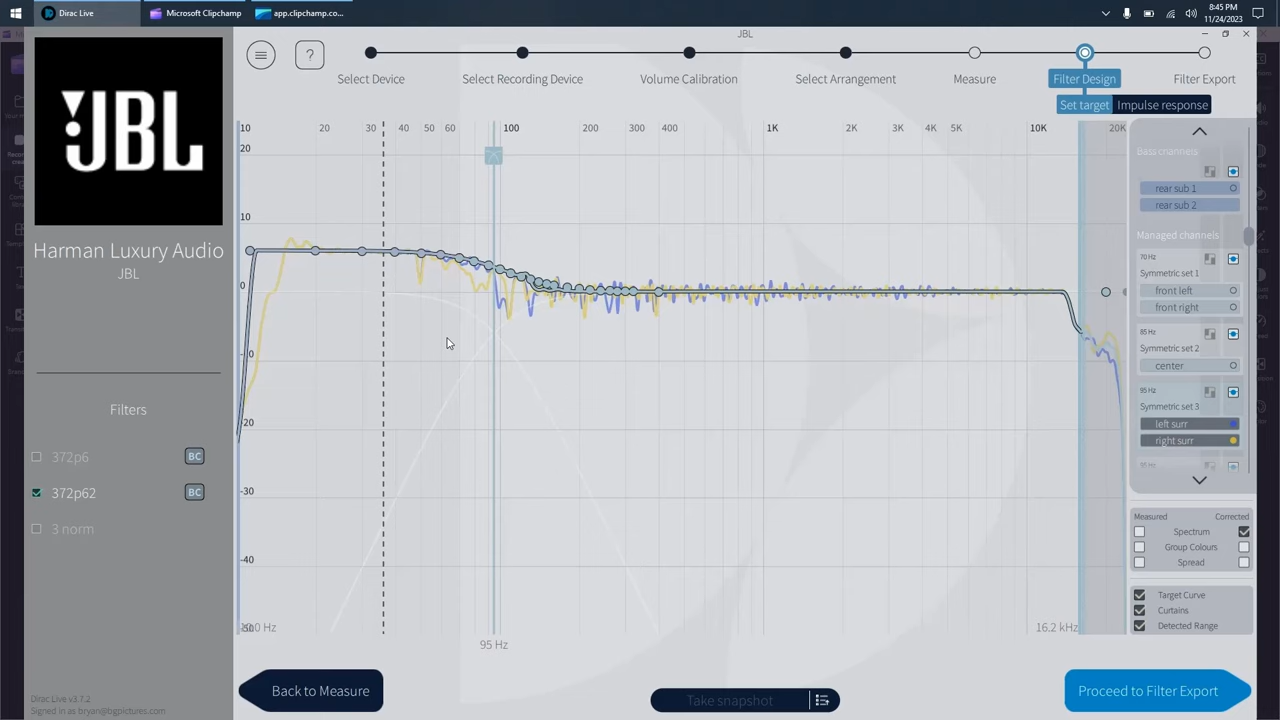 Dirac Live
Microsoft Clipchamp
app.clipchamp.co...
8:45 PM
11/24/2023
JBL
JBL
Harman Luxury Audio
JBL
?
Select Device
Select Recording Device
Volume Calibration
Select Arrangement
Measure
Filter Design
Filter Export
Set target
Impulse response
10
20
30
40
50
60
100
200
300
400
1K
2K
3K
4K
5K
10K
20K
20
10
0
-30
-40
16.2 kHz
95 Hz
Bass channels
rear sub 1
rear sub 2
Managed channels
70 Hz
Symmetric set 1
front left
front right
85 Hz
Symmetric set 2
center
95 Hz
Symmetric set 3
left surr
right surr
Measured
Corrected
Spectrum
Group Colours
Spread
Target Curve
Curtains
Detected Range
Filters
372p6
BC
372p62
BC
3 norm
Dirac Live v3.7.2
Signed in as bryan@bgpictures.com
Back to Measure
Take snapshot
Proceed to Filter Export